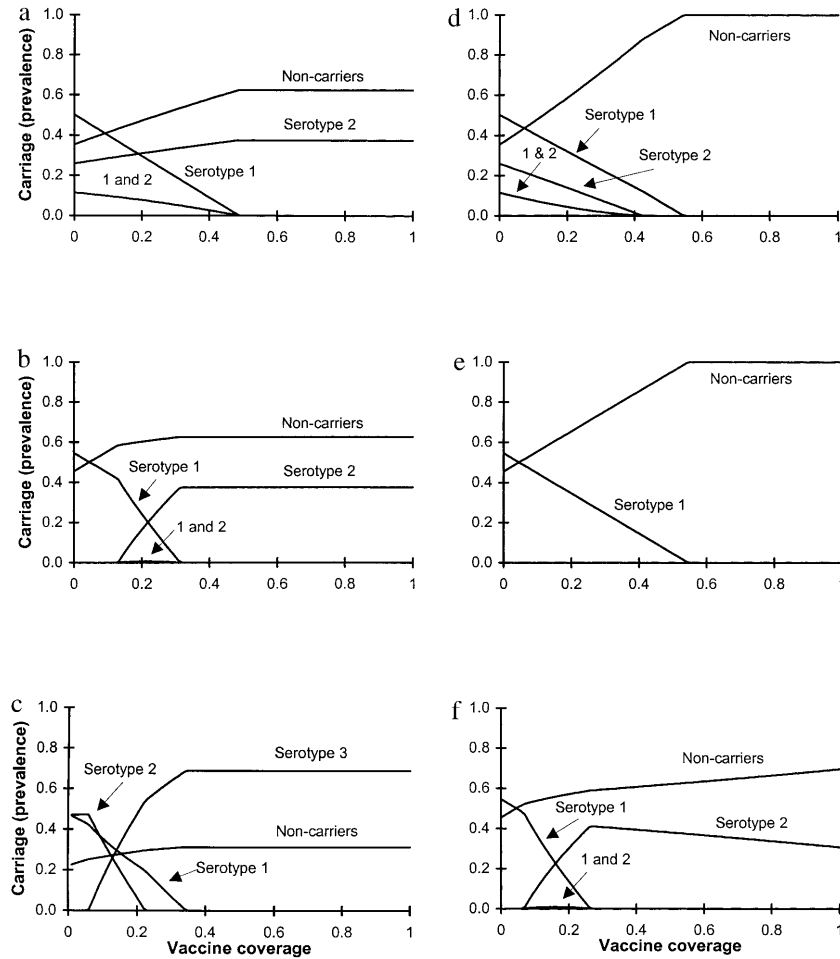 a
Carriage (prevalence)
1.0
0.8
0.6
0.4
0.2
0.0
Non-carriers
Serotype 2
Serotype 1
1 and 2
0 0.2 0.4 0.6 0.8 1
d
1.0
0.8
0.6
0.4
0.2
0.0
Non-carriers
Serotype 1
1 & 2
Serotype 2
0 0.2 0.4 0.6 0.8 1
b
Carriage (prevalence)
1.0
0.8
0.6
0.4
0.2
0.0
Non-carriers
Serotype 1
Serotype 2
1 and 2
0 0.2 0.4 0.6 0.8 1
e
1.0
0.8
0.6
0.4
0.2
0.0
Non-carriers
Serotype 1
0 0.2 0.4 0.6 0.8 1
c
Carriage (prevalence)
1.0
0.8
0.6
0.4
0.2
0.0
Serotype 3
Serotype 2
Non-carriers
Serotype 1
0 0.2 0.4 0.6 0.8 1
Vaccine coverage
f
1.0
0.8
0.6
0.4
0.2
0.0
Non-carriers
Serotype 1
Serotype 2
1 and 2
0 0.2 0.4 0.6 0.8 1
Vaccine coverage